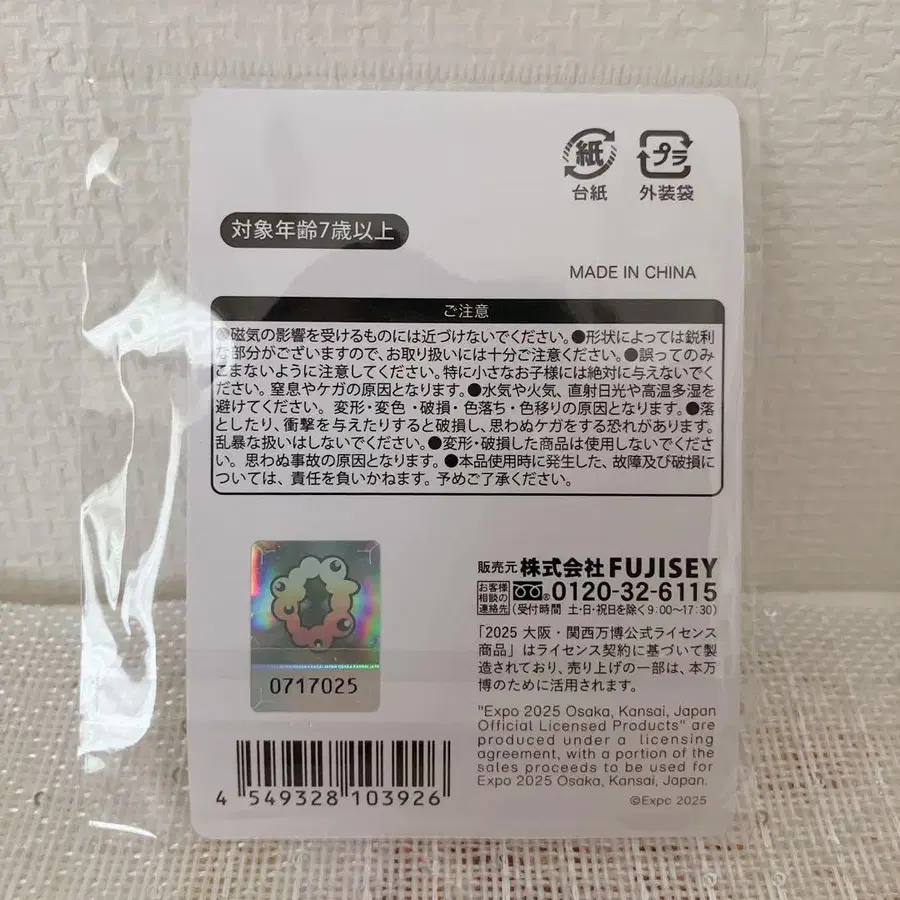 紙
プラ
台紙
外装袋
対象年齢7歳以上
MADE IN CHINA
ご注意
●磁気の影響を受けるものには近づけないでください。●形状によっては鋭利
な部分がございますので、お取り扱いには十分ご注意ください。●誤ってのみ
こまないように注意してください。特に小さなお子様には絶対に与えないでく
ださい。窒息やケガの原因となります。●水気や火気、直射日光や高温多湿を
避けてください。変形・変色・破損・色落ち・色移りの原因となります。●落
としたり、衝撃を与えたりすると破損し、思わぬケガをする恐れがあります。
乱暴な扱いはしないでください。●変形・破損した商品は使用しないでくださ
い。思わぬ事故の原因となります。●本品使用時に発生した、故障及び破損に
ついては、責任を負いかねます。予めご了承ください。
販売元 株式会社 FUJISEY
お客様
相談の
連絡先
0120-32-6115
(受付時間 土・日・祝日を除く9:00〜17:30)
「2025 大阪・関西万博公式ライセンス
商品」はライセンス契約に基づいて製
造されており、売り上げの一部は、本万
博のために活用されます。
"Expo 2025 Osaka, Kansai, Japan
Official Licensed Products" are
produced under a licensing
agreement, with a portion of the
sales proceeds to be used for
Expo 2025 Osaka, Kansai, Japan.
©Expo 2025
0717025
4 549328 103926